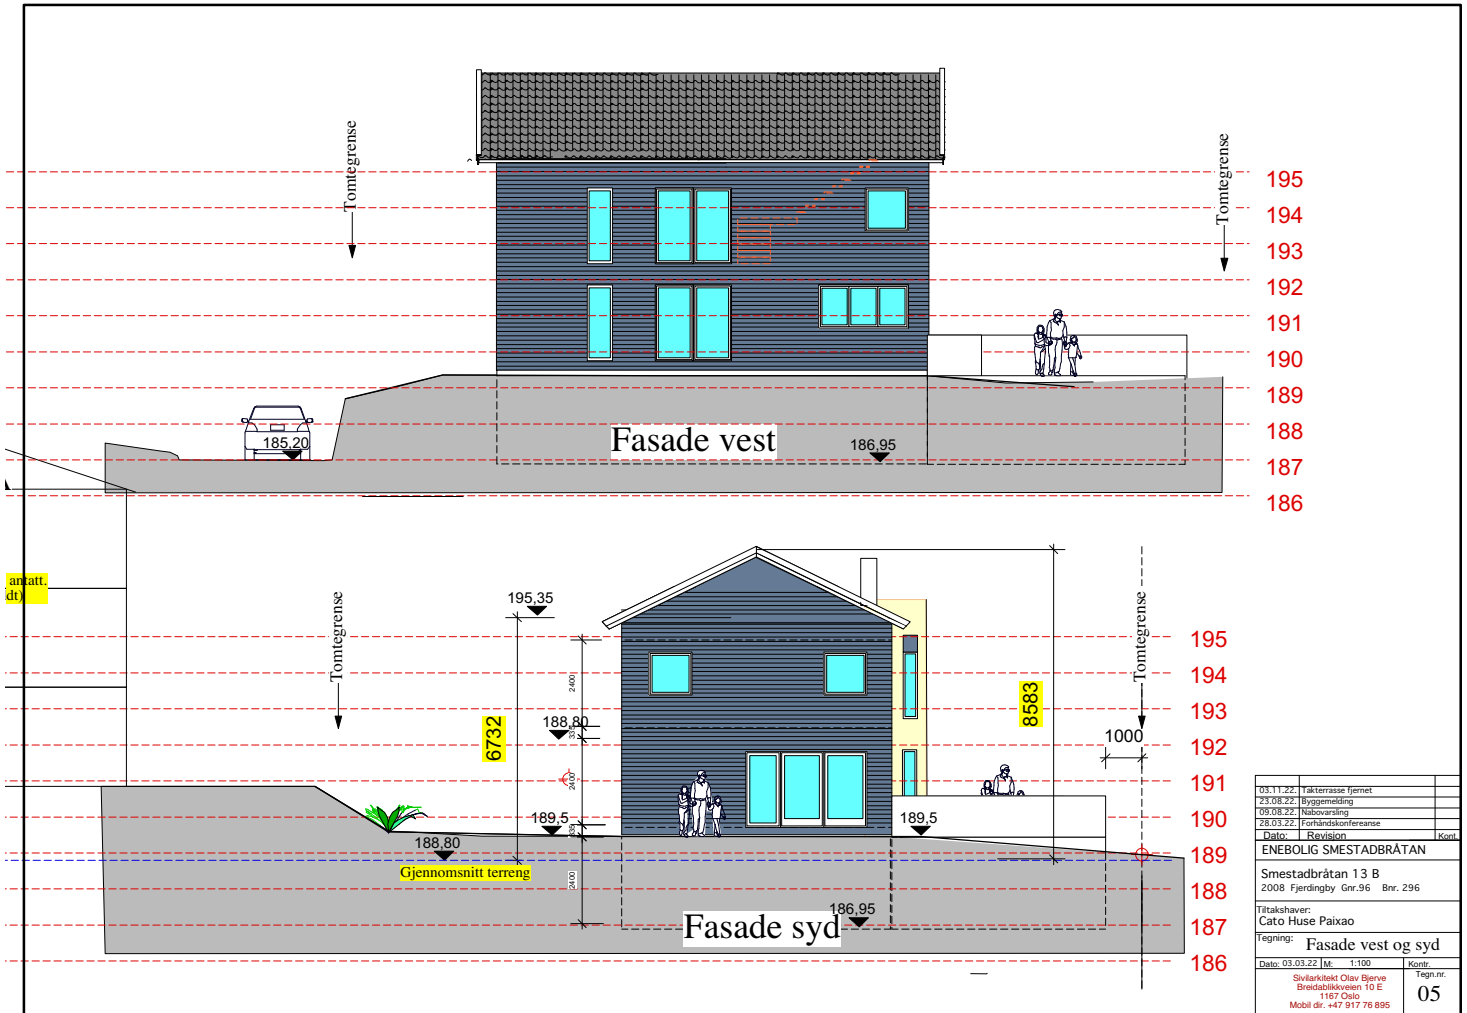 Tomtegrense
Tomtegrense
195
194
193
192
191
190
189
188
187
186
185,20
Fasade vest
186,95
antatt.
dt)
Tomtegrense
Tomtegrense
195,35
195
194
193
192
191
190
189
188
187
186
2400
335
2400
335
2400
188,80
6732
8583
1000
189,5
189,5
188,80
Gjennomsnitt terreng
186,95
Fasade syd
03.11.22. Takterrasse fjernet
23.08.22. Byggemelding
09.08.22. Nabovarsling
28.03.22. Forhåndskonfereanse
Dato: Revisjon Kont.
ENEBOLIG SMESTADBRÅTAN
Smestadbråtan 13 B
2008 Fjerdingby Gnr.96 Bnr. 296
Tiltakshaver:
Cato Huse Paixao
Tegning: Fasade vest og syd
Dato: 03.03.22 M: 1:100 Kontr.
Sivilarkitekt Olav Bjerve
Breidablikkveien 10 E
1167 Oslo
Mobil dir. +47 917 76 895
Tegn.nr.
05